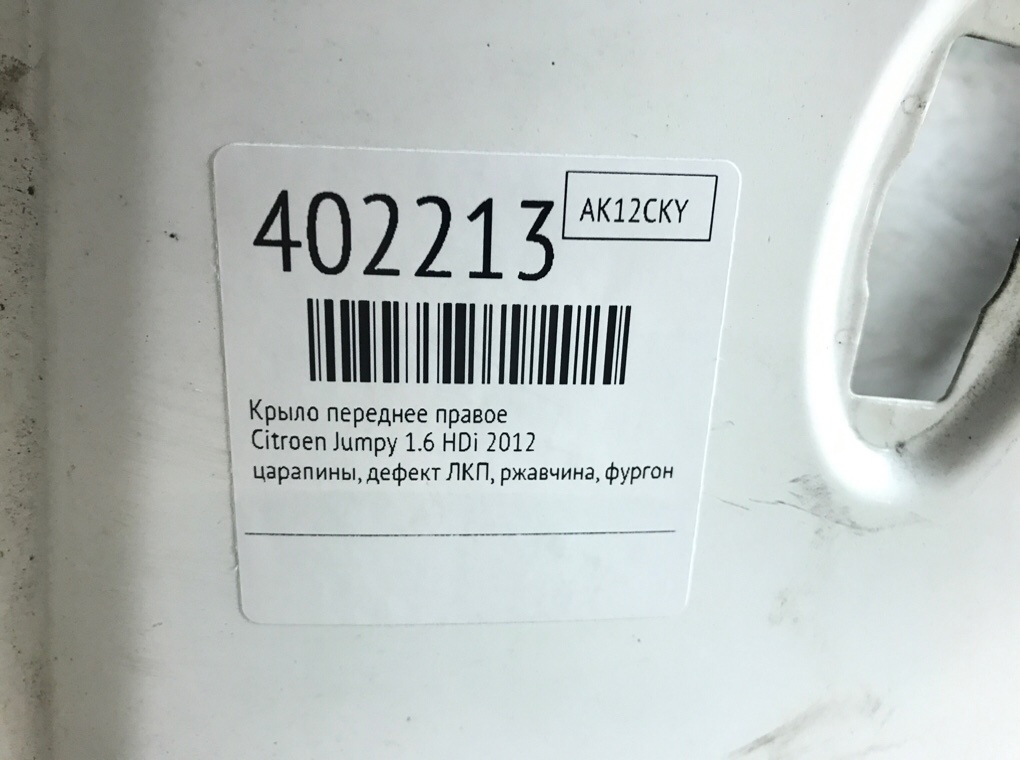 402213
AK12CKY
Крыло переднее правое
Citroen Jumpy 1.6 HDi 2012
царапины, дефект ЛКП, ржавчина, фургон